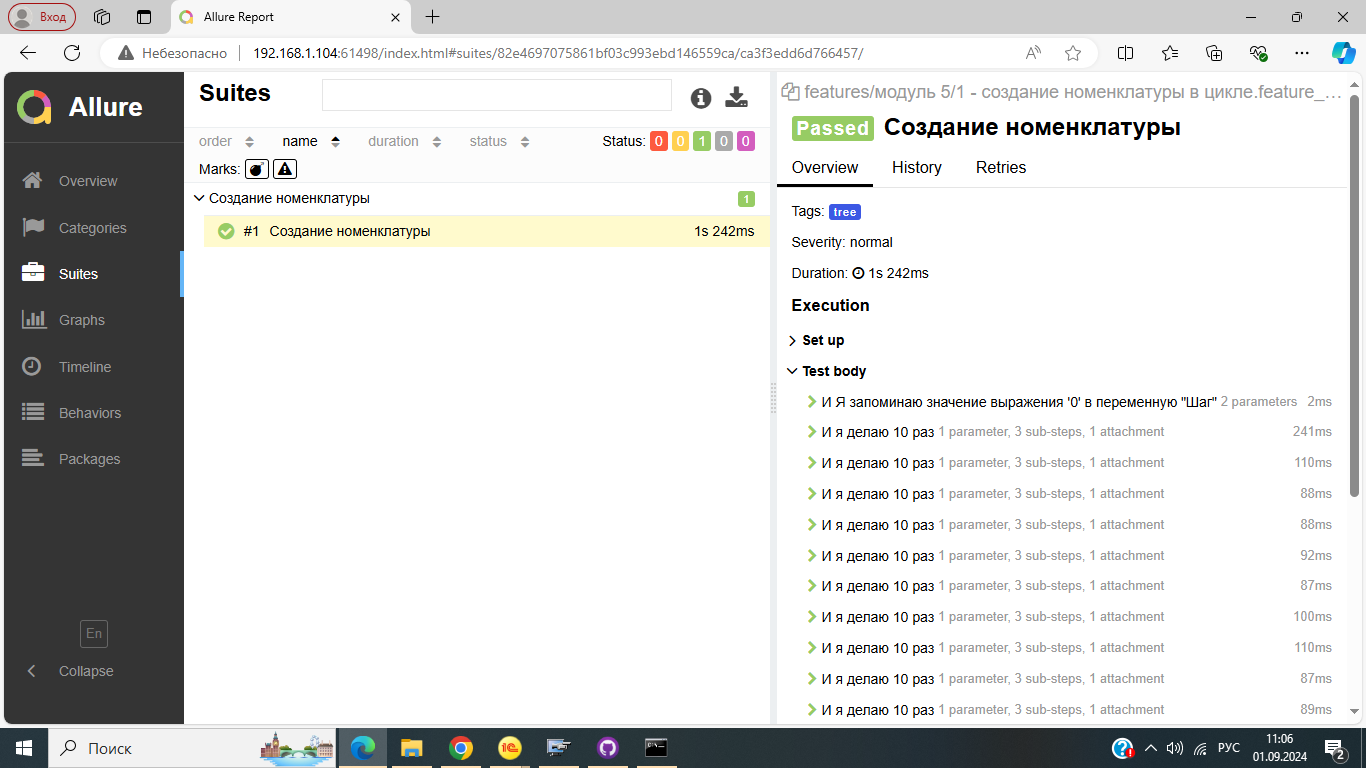 Вход
Allure Report
Небезопасно
192.168.1.104:61498/index.html#suites/82e4697075861bf03c993ebd146559ca/ca3f3edd6d766457/
Allure
Overview
Categories
Suites
Graphs
Timeline
Behaviors
Packages
En
Collapse
Suites
order name duration status Status: 0 0 1 0 0
Marks:
Создание номенклатуры 1
#1 Создание номенклатуры 1s 242ms
features/модуль 5/1 - создание номенклатуры в цикле.feature_...
Passed Создание номенклатуры
Overview History Retries
Tags: tree
Severity: normal
Duration: 1s 242ms
Execution
Set up
Test body
И Я запоминаю значение выражения '0' в переменную "Шаг" 2 parameters 2ms
И я делаю 10 раз 1 parameter, 3 sub-steps, 1 attachment 241ms
И я делаю 10 раз 1 parameter, 3 sub-steps, 1 attachment 110ms
И я делаю 10 раз 1 parameter, 3 sub-steps, 1 attachment 88ms
И я делаю 10 раз 1 parameter, 3 sub-steps, 1 attachment 88ms
И я делаю 10 раз 1 parameter, 3 sub-steps, 1 attachment 92ms
И я делаю 10 раз 1 parameter, 3 sub-steps, 1 attachment 87ms
И я делаю 10 раз 1 parameter, 3 sub-steps, 1 attachment 100ms
И я делаю 10 раз 1 parameter, 3 sub-steps, 1 attachment 110ms
И я делаю 10 раз 1 parameter, 3 sub-steps, 1 attachment 87ms
И я делаю 10 раз 1 parameter, 3 sub-steps, 1 attachment 89ms
Поиск
РУС
11:06
01.09.2024
2